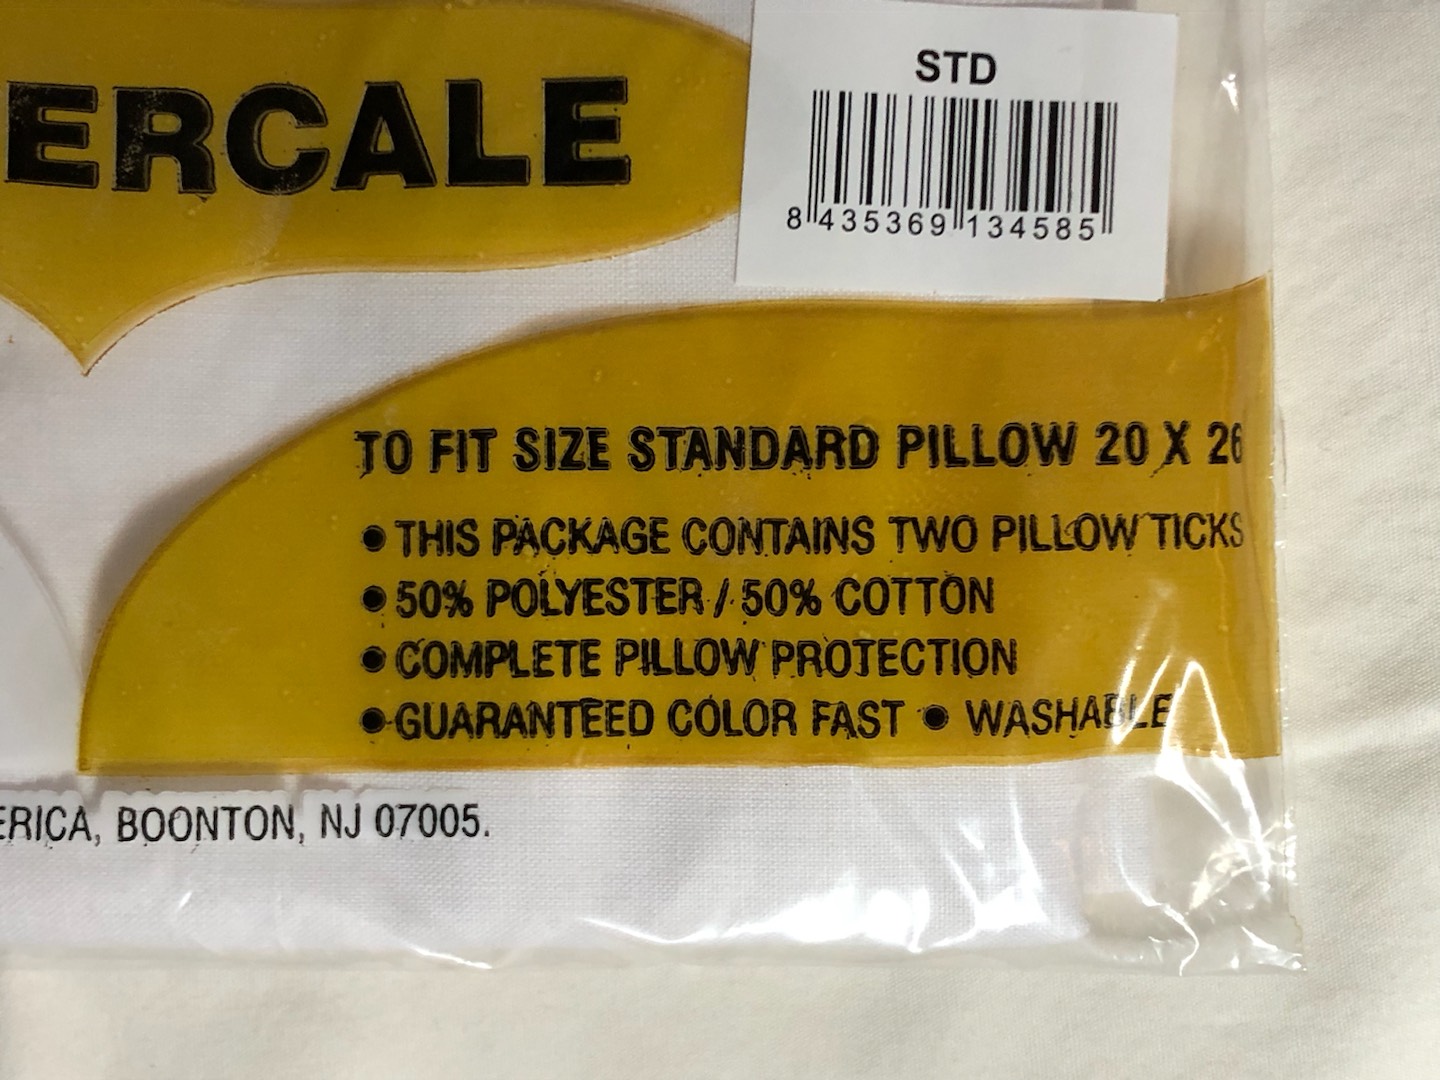 ERCALE
STD
8 435369 134585
TO FIT SIZE STANDARD PILLOW 20 X 26
● THIS PACKAGE CONTAINS TWO PILLOW TICKS
● 50% POLYESTER / 50% COTTON
● COMPLETE PILLOW PROTECTION
● GUARANTEED COLOR FAST ● WASHABLE
ERICA, BOONTON, NJ 07005.